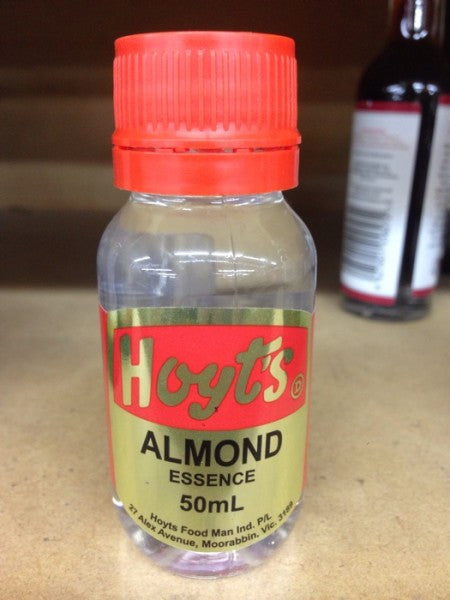 Hoyt's
D
ALMOND
ESSENCE
50mL
Hoyts Food Man Ind. P/L
27 Alex Avenue, Moorabbin. Vic. 3189